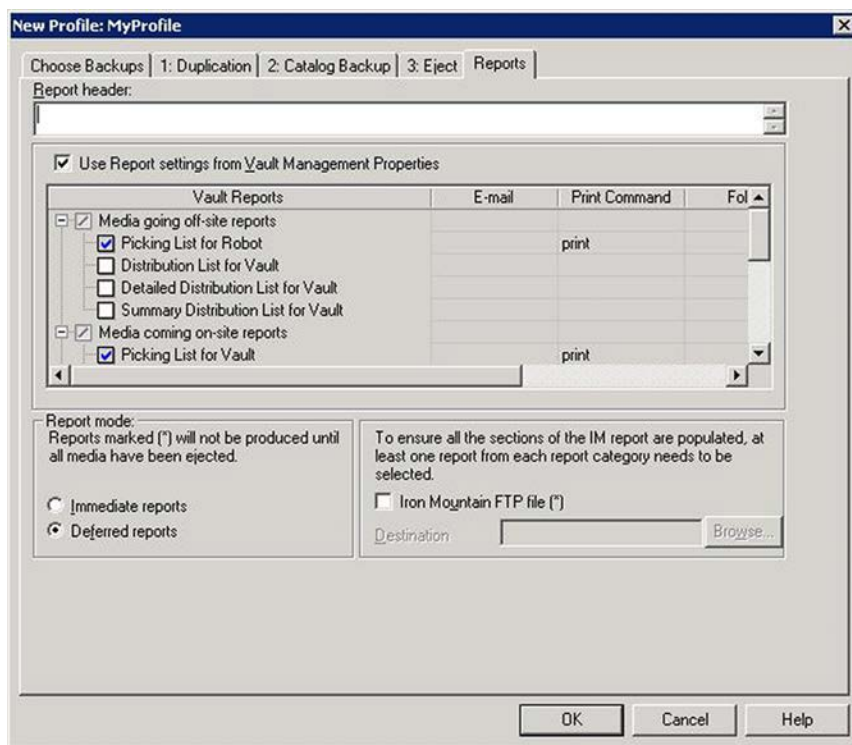 New Profile: MyProfile
Choose Backups 1: Duplication 2: Catalog Backup 3: Eject Reports
Report header:
Use Report settings from Vault Management Properties
Vault Reports E-mail Print Command Fol
Media going off-site reports
Picking List for Robot print
Distribution List for Vault
Detailed Distribution List for Vault
Summary Distribution List for Vault
Media coming on-site reports
Picking List for Vault print
Report mode:
Reports marked (*) will not be produced until
all media have been ejected.
Immediate reports
Deferred reports
To ensure all the sections of the IM report are populated, at
least one report from each report category needs to be
selected.
Iron Mountain FTP file (*)
Destination Browse...
OK Cancel Help